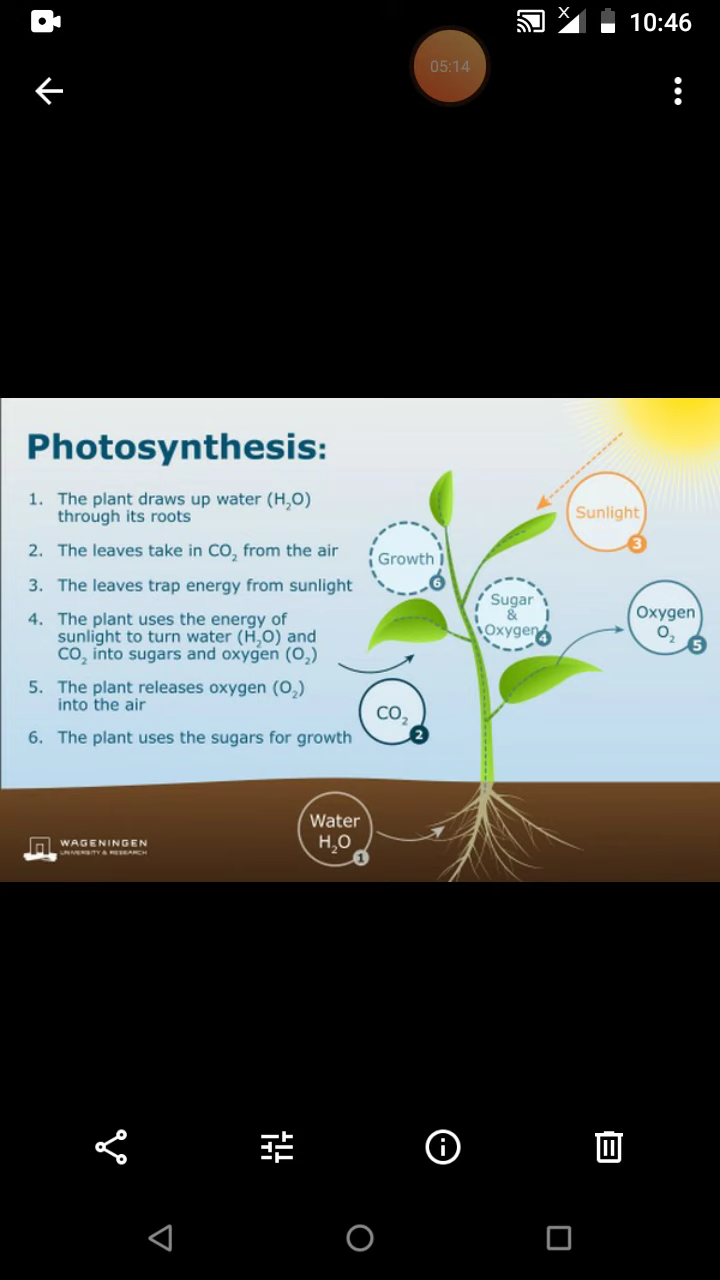 10:46
05:14
Photosynthesis:
1. The plant draws up water (H₂O)
through its roots
2. The leaves take in CO₂ from the air
3. The leaves trap energy from sunlight
4. The plant uses the energy of
sunlight to turn water (H₂O) and
CO₂ into sugars and oxygen (O₂)
5. The plant releases oxygen (O₂)
into the air
6. The plant uses the sugars for growth
Sunlight
3
Growth
6
Sugar
&
Oxygen
4
Oxygen
O₂
5
CO₂
2
Water
H₂O
1
WAGENINGEN
UNIVERSITY & RESEARCH